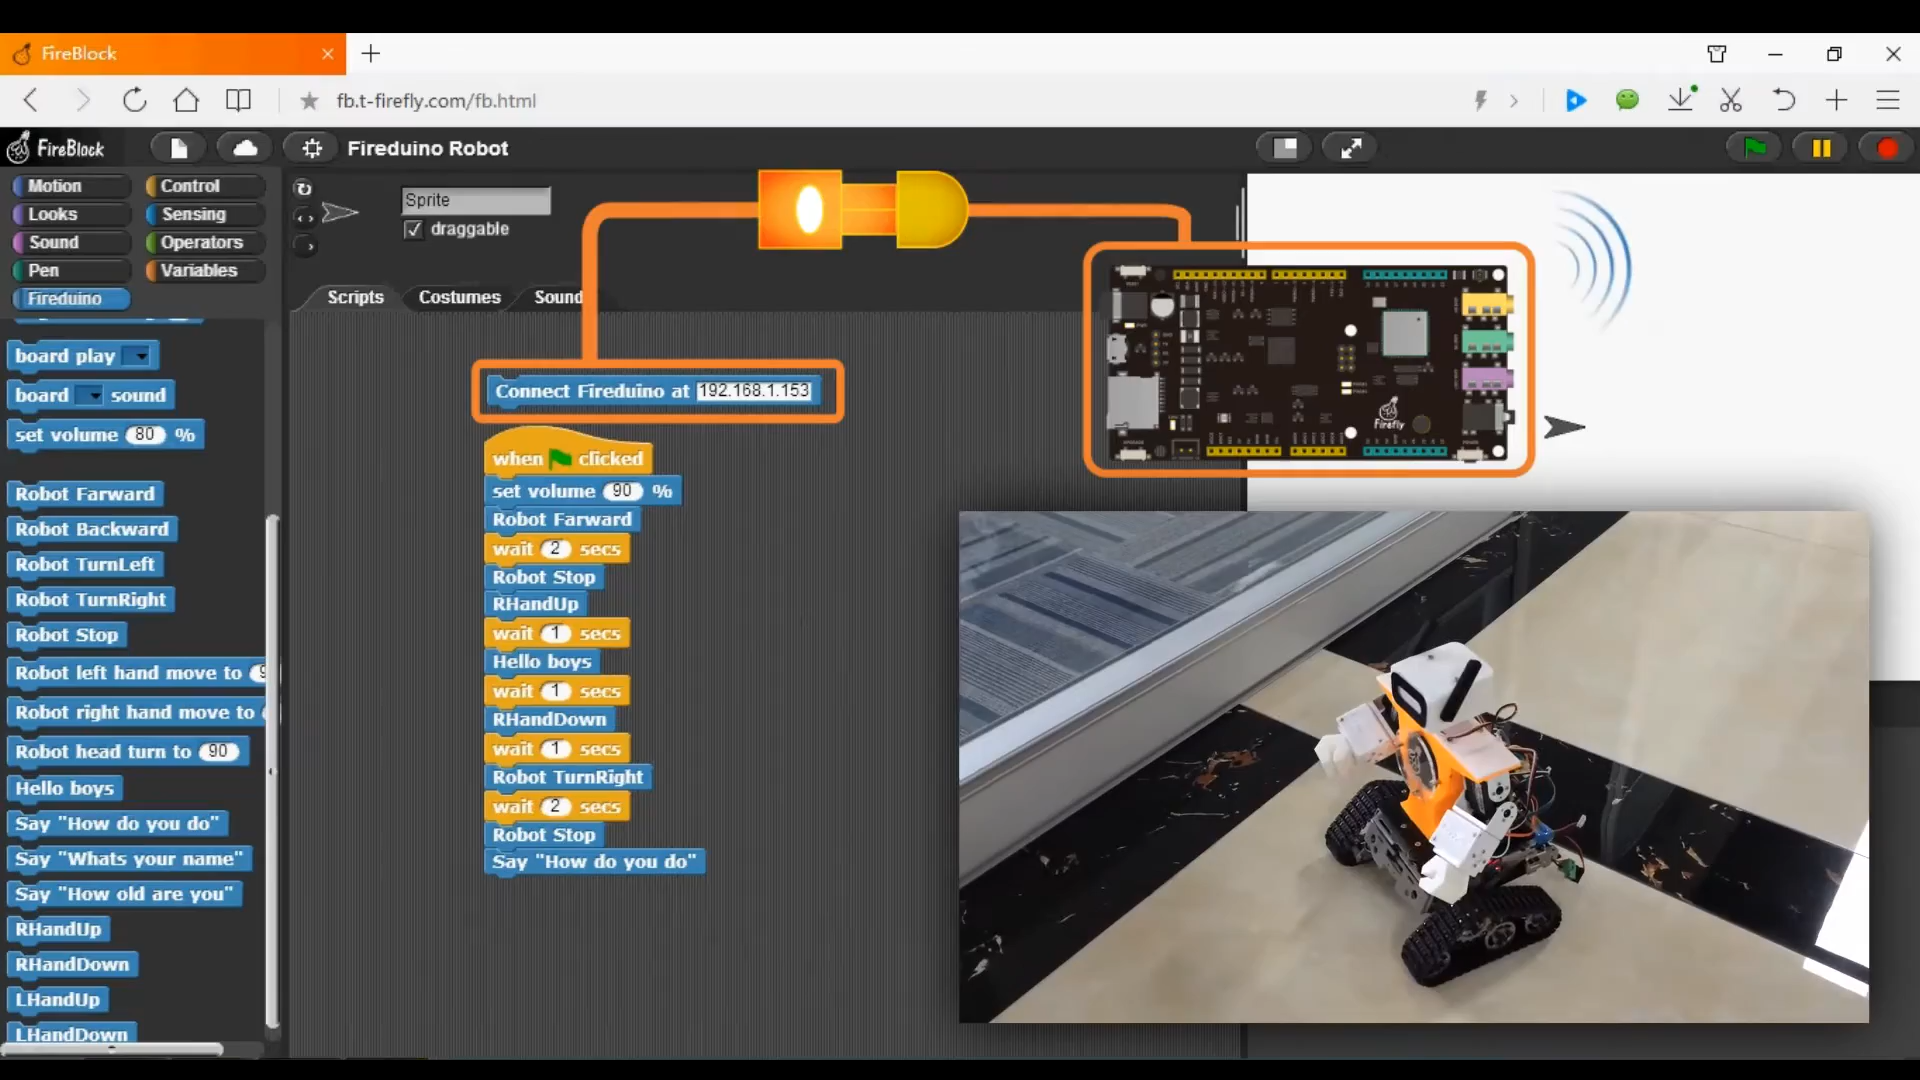 FireBlock
fb.t-firefly.com/fb.html
FireBlock
Fireduino Robot
Motion
Control
Looks
Sensing
Sound
Operators
Pen
Variables
Fireduino
Sprite
draggable
Scripts
Costumes
Sound
board play
board sound
set volume 80 %
Robot Farward
Robot Backward
Robot TurnLeft
Robot TurnRight
Robot Stop
Robot left hand move to
Robot right hand move to
Robot head turn to 90
Hello boys
Say "How do you do"
Say "Whats your name"
Say "How old are you"
RHandUp
RHandDown
LHandUp
LHandDown
Connect Fireduino at 192.168.1.153
when clicked
set volume 90 %
Robot Farward
wait 2 secs
Robot Stop
RHandUp
wait 1 secs
Hello boys
wait 1 secs
RHandDown
wait 1 secs
Robot TurnRight
wait 2 secs
Robot Stop
Say "How do you do"
Firefly